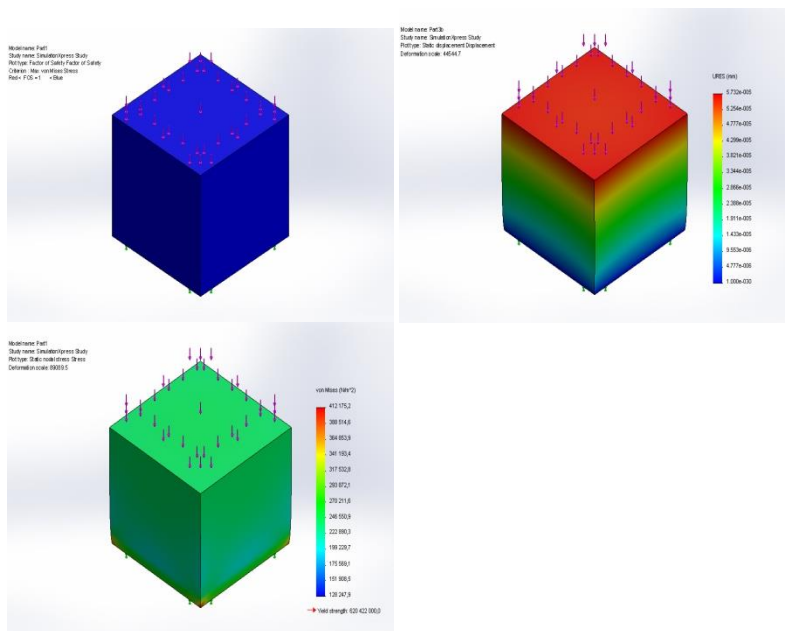 Model name: Part1
Study name: SimulationXpress Study
Plot type: Factor of Safety Factor of Safety
Criterion : Max von Mises Stress
Red < FOS = 1 < Blue
Model name: Part3b
Study name: SimulationXpress Study
Plot type: Static displacement Displacement
Deformation scale: 44544.7
URES (mm)
5.732e-005
5.254e-005
4.777e-005
4.299e-005
3.821e-005
3.344e-005
2.866e-005
2.388e-005
1.911e-005
1.433e-005
9.553e-006
4.777e-006
1.000e-030
Model name: Part1
Study name: SimulationXpress Study
Plot type: Static nodal stress Stress
Deformation scale: 89089.5
von Mises (N/m^2)
412 175,2
388 514,6
364 853,9
341 193,4
317 532,8
293 872,1
270 211,6
246 550,9
222 890,3
199 229,7
175 569,1
151 908,5
128 247,9
Yield strength: 620 422 000,0